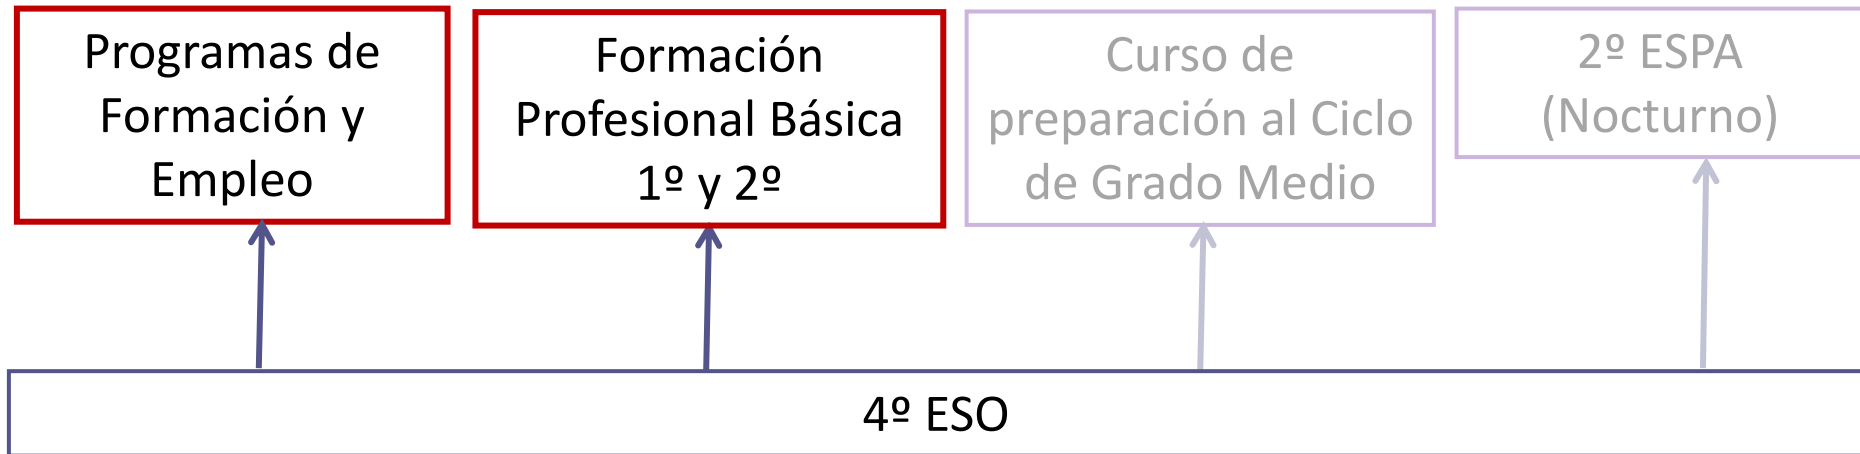 Programas de
Formación y
Empleo
Formación
Profesional Básica
1º y 2º
Curso de
preparación al Ciclo
de Grado Medio
2º ESPA
(Nocturno)
4º ESO